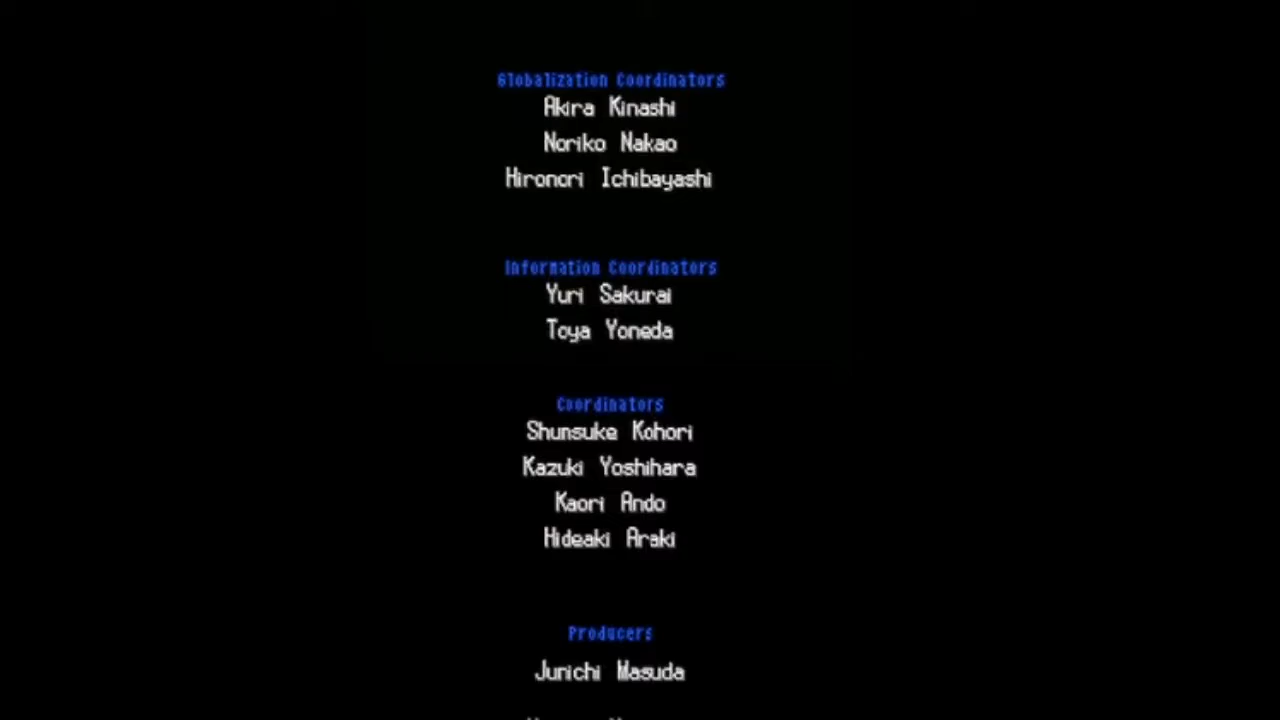 Globalization Coordinators
Akira Kinashi
Noriko Nakao
Hironori Ichibayashi
Information Coordinators
Yuri Sakurai
Toya Yoneda
Coordinators
Shunsuke Kohori
Kazuki Yoshihara
Kaori Ando
Hideaki Araki
Producers
Junichi Masuda